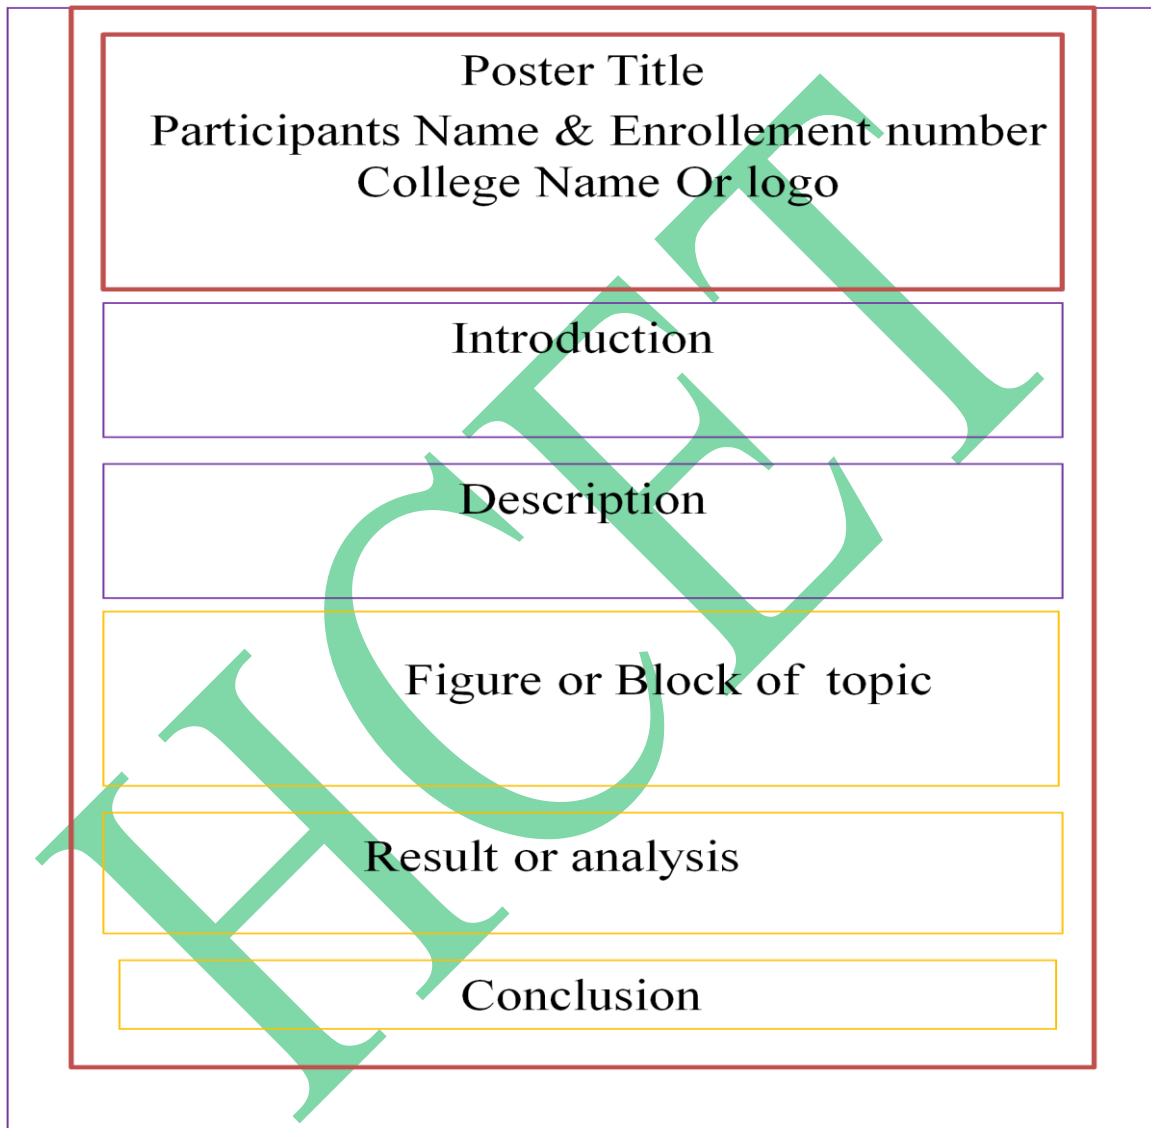 Poster Title
Participants Name & Enrollement number
College Name Or logo
Introduction
Description
Figure or Block of topic
Result or analysis
Conclusion
HCET